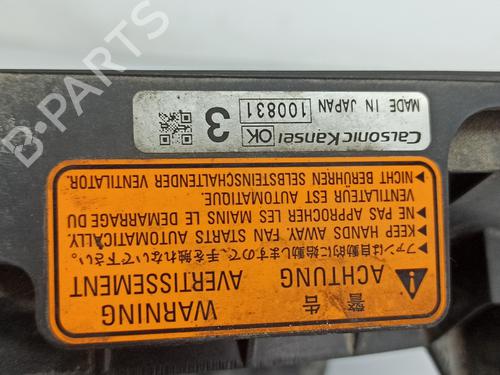 WARNING 警告
AVERTISSEMENT
ACHTUNG
ファンは自動的に始動しますので、手を触れないで下さい。
▶ KEEP HANDS AWAY. FAN STARTS AUTOMATICALLY.
▶ NE PAS APPROCHER LES MAINS LE DEMARRAGE DU
VENTILATEUR EST AUTOMATIQUE.
▶ NICHT BERÜHREN SELBSTEINSCHALTENDER VENTILATOR.
CalsonicKansei OK 3
MADE IN JAPAN 100831
B-PARTS